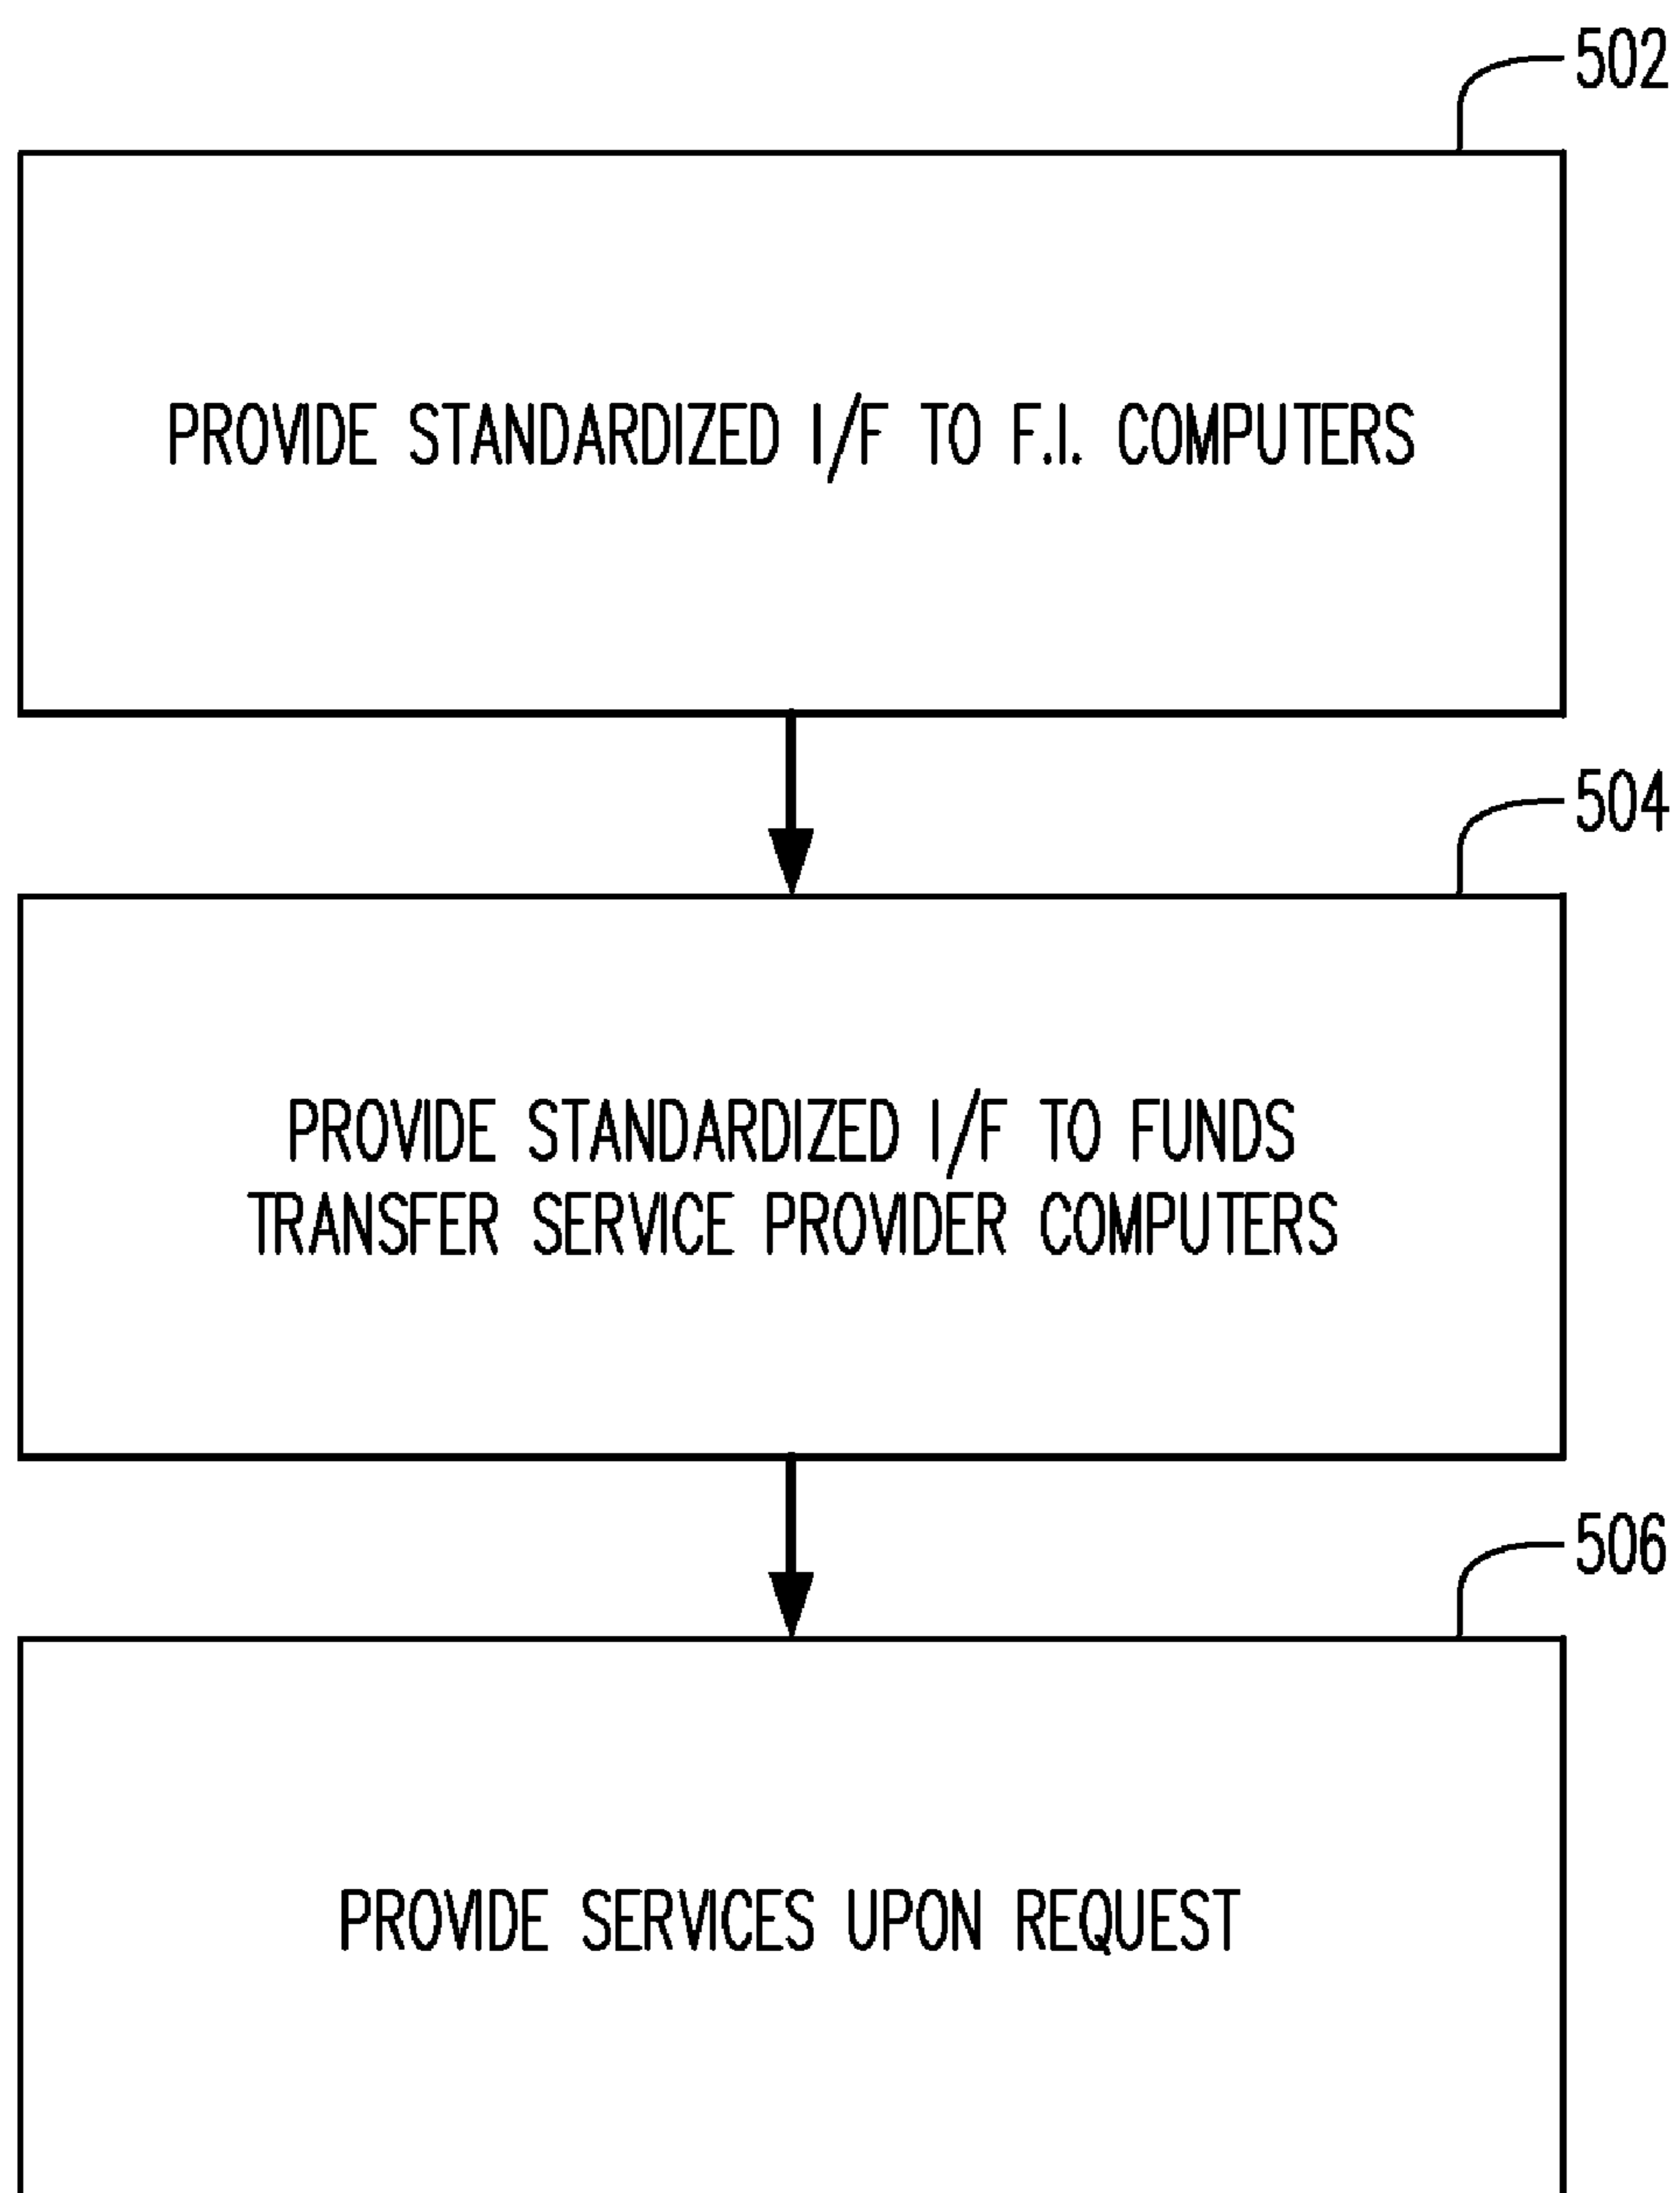 502
PROVIDE STANDARDIZED I/F TO F.I. COMPUTERS
504
PROVIDE STANDARDIZED I/F TO FUNDS
TRANSFER SERVICE PROVIDER COMPUTERS
506
PROVIDE SERVICES UPON REQUEST